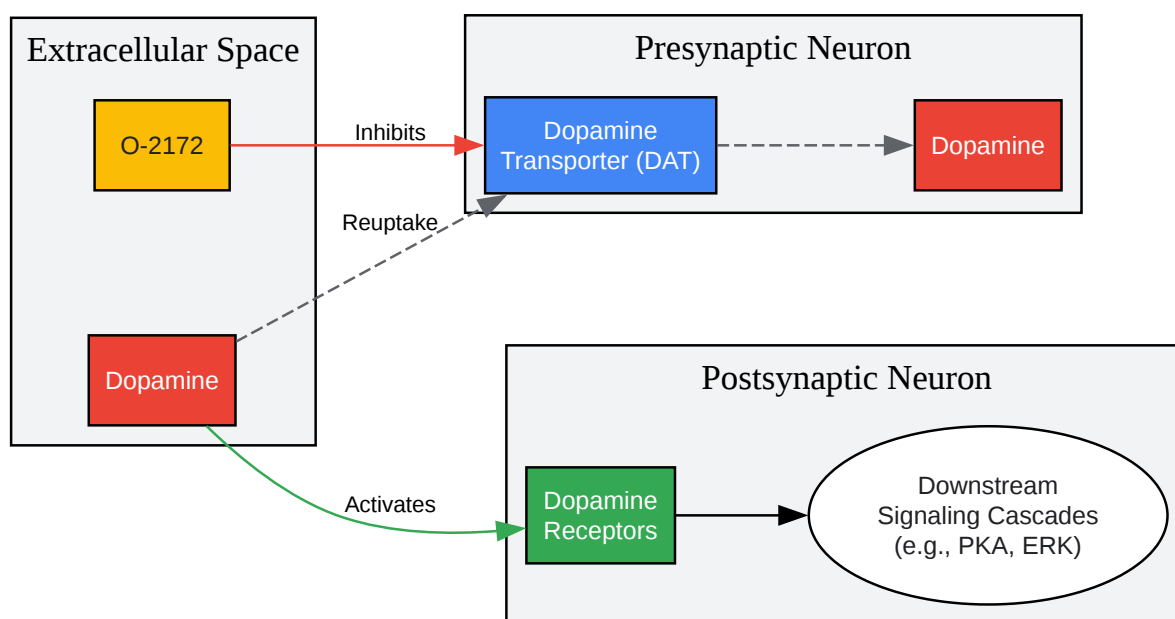 Extracellular Space
O-2172
Dopamine
Inhibits
Reuptake
Activates
Presynaptic Neuron
Dopamine
Transporter (DAT)
Dopamine
Postsynaptic Neuron
Dopamine
Receptors
Downstream
Signaling Cascades
(e.g., PKA, ERK)